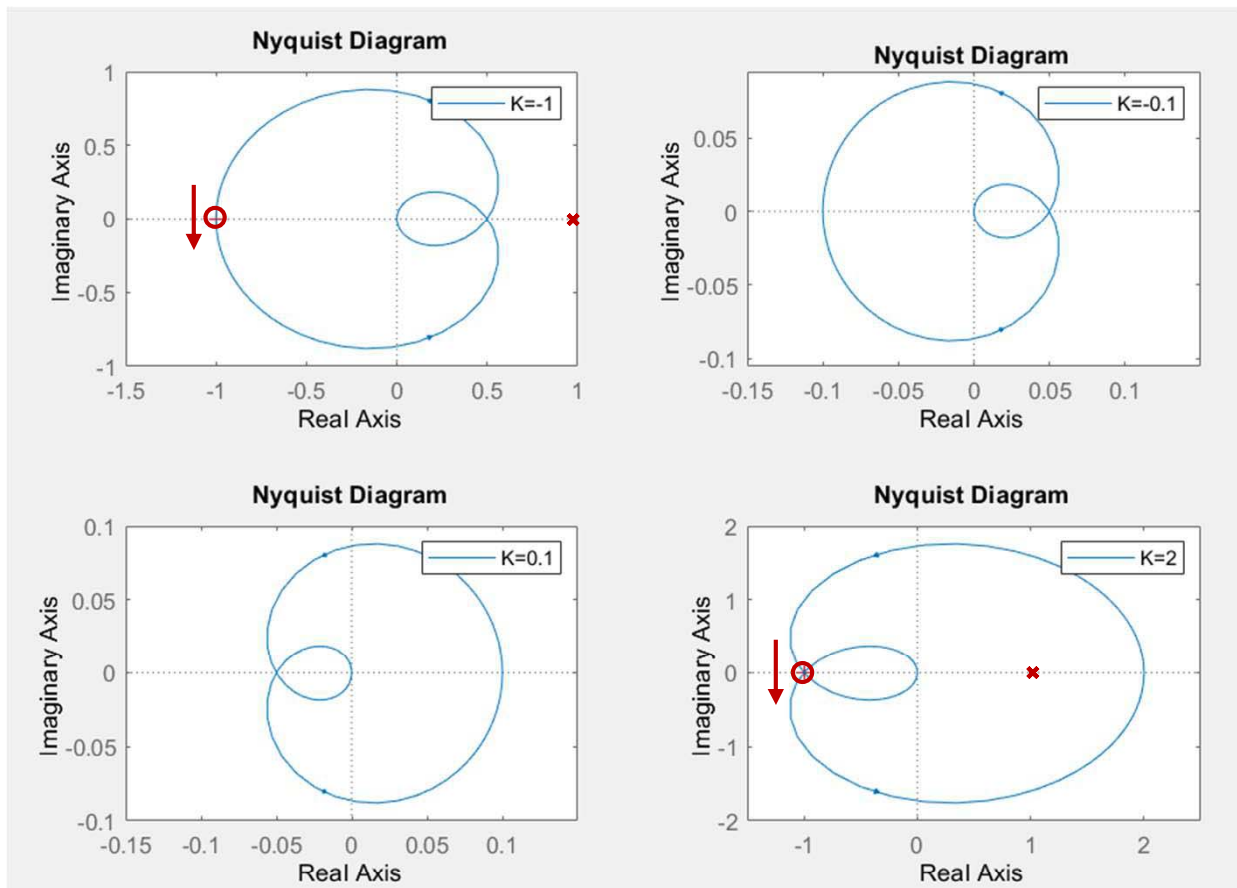 Nyquist Diagram
K=-1
Imaginary Axis
1
0.5
0
-0.5
-1
-1.5 -1 -0.5 0 0.5 1
Real Axis
Nyquist Diagram
K=-0.1
Imaginary Axis
0.05
0
-0.05
-0.1
-0.15 -0.1 -0.05 0 0.05 0.1
Real Axis
Nyquist Diagram
K=0.1
Imaginary Axis
0.1
0.05
0
-0.05
-0.1
-0.15 -0.1 -0.05 0 0.05 0.1
Real Axis
Nyquist Diagram
K=2
Imaginary Axis
2
1
0
-1
-2
-1 0 1 2
Real Axis